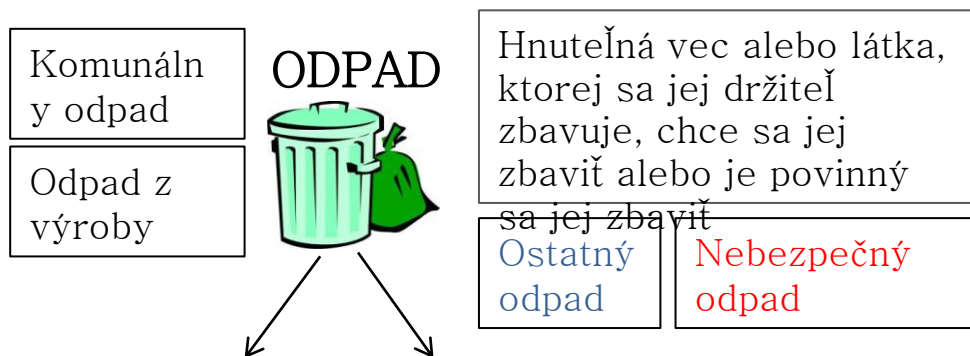 Komunáln
y odpad
Odpad z
výroby
ODPAD
Hnuteľná vec alebo látka,
ktorej sa jej držiteľ
zbavuje, chce sa jej
zbaviť alebo je povinný
sa jej zbaviť
Ostatný
odpad
Nebezpečný
odpad